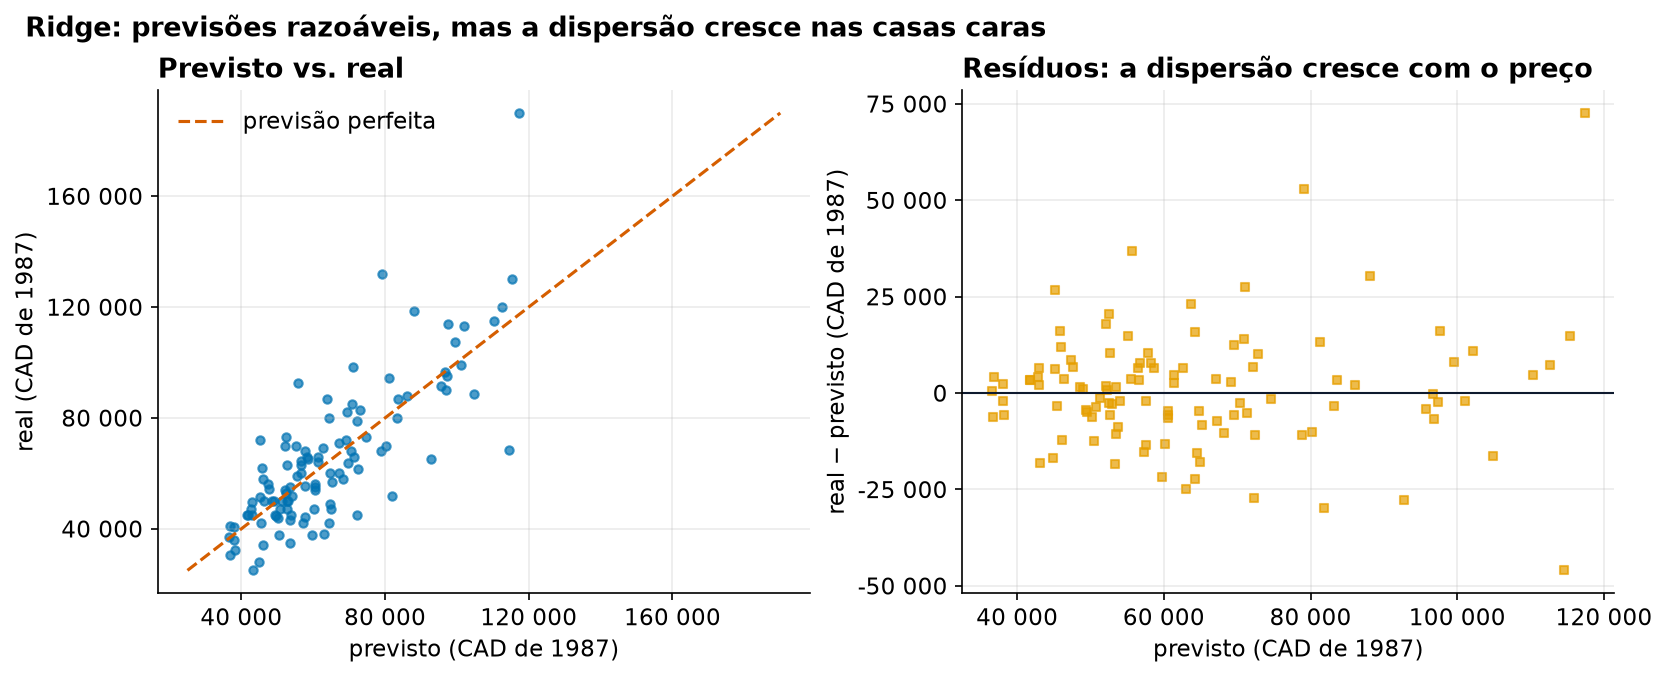 Ridge: previsões razoáveis, mas a dispersão cresce nas casas caras
Previsto vs. real
previsão perfeita
160 000
120 000
80 000
40 000
real (CAD de 1987)
40 000
80 000
120 000
160 000
previsto (CAD de 1987)
Resíduos: a dispersão cresce com o preço
75 000
50 000
25 000
0
-25 000
-50 000
real − previsto (CAD de 1987)
40 000
60 000
80 000
100 000
120 000
previsto (CAD de 1987)